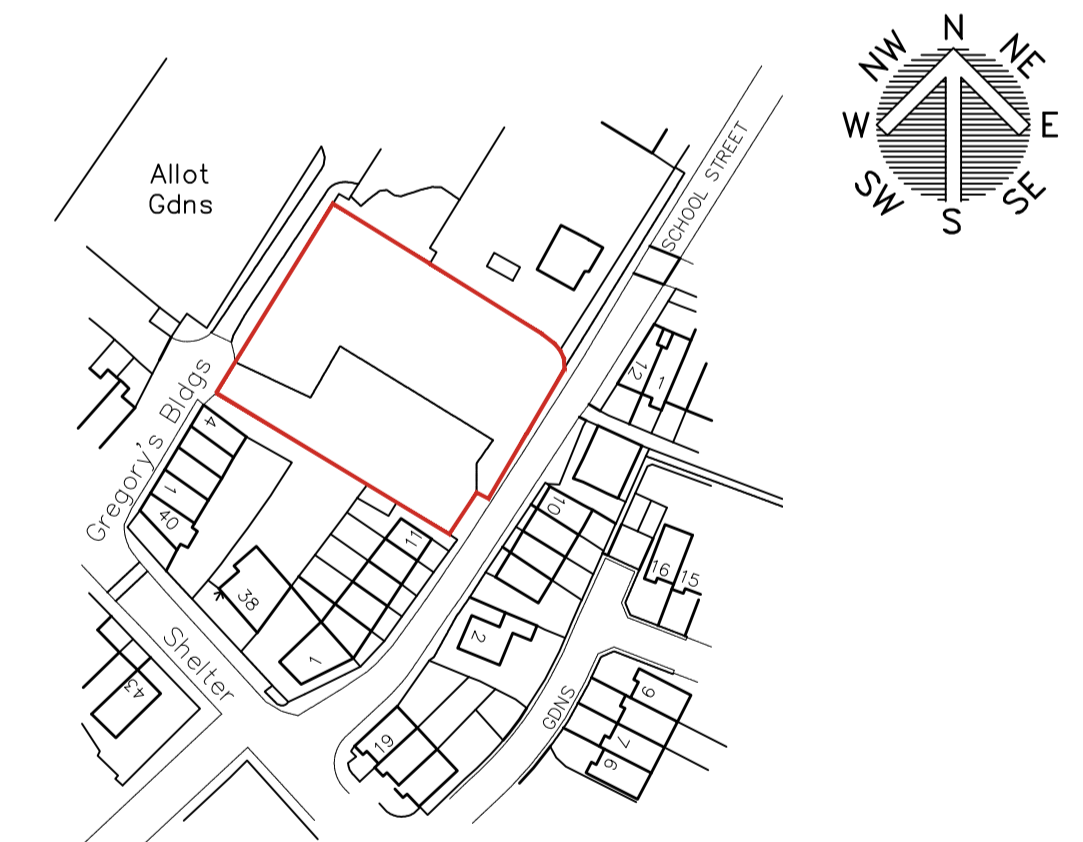 N
NW
NE
W
E
SW
SE
S
Allot
Gdns
SCHOOL STREET
12
1
Gregory's Bldgs
4
1
40
11
10
16
15
38
2
1
Shelter
43
GDNS
9
7
6
19